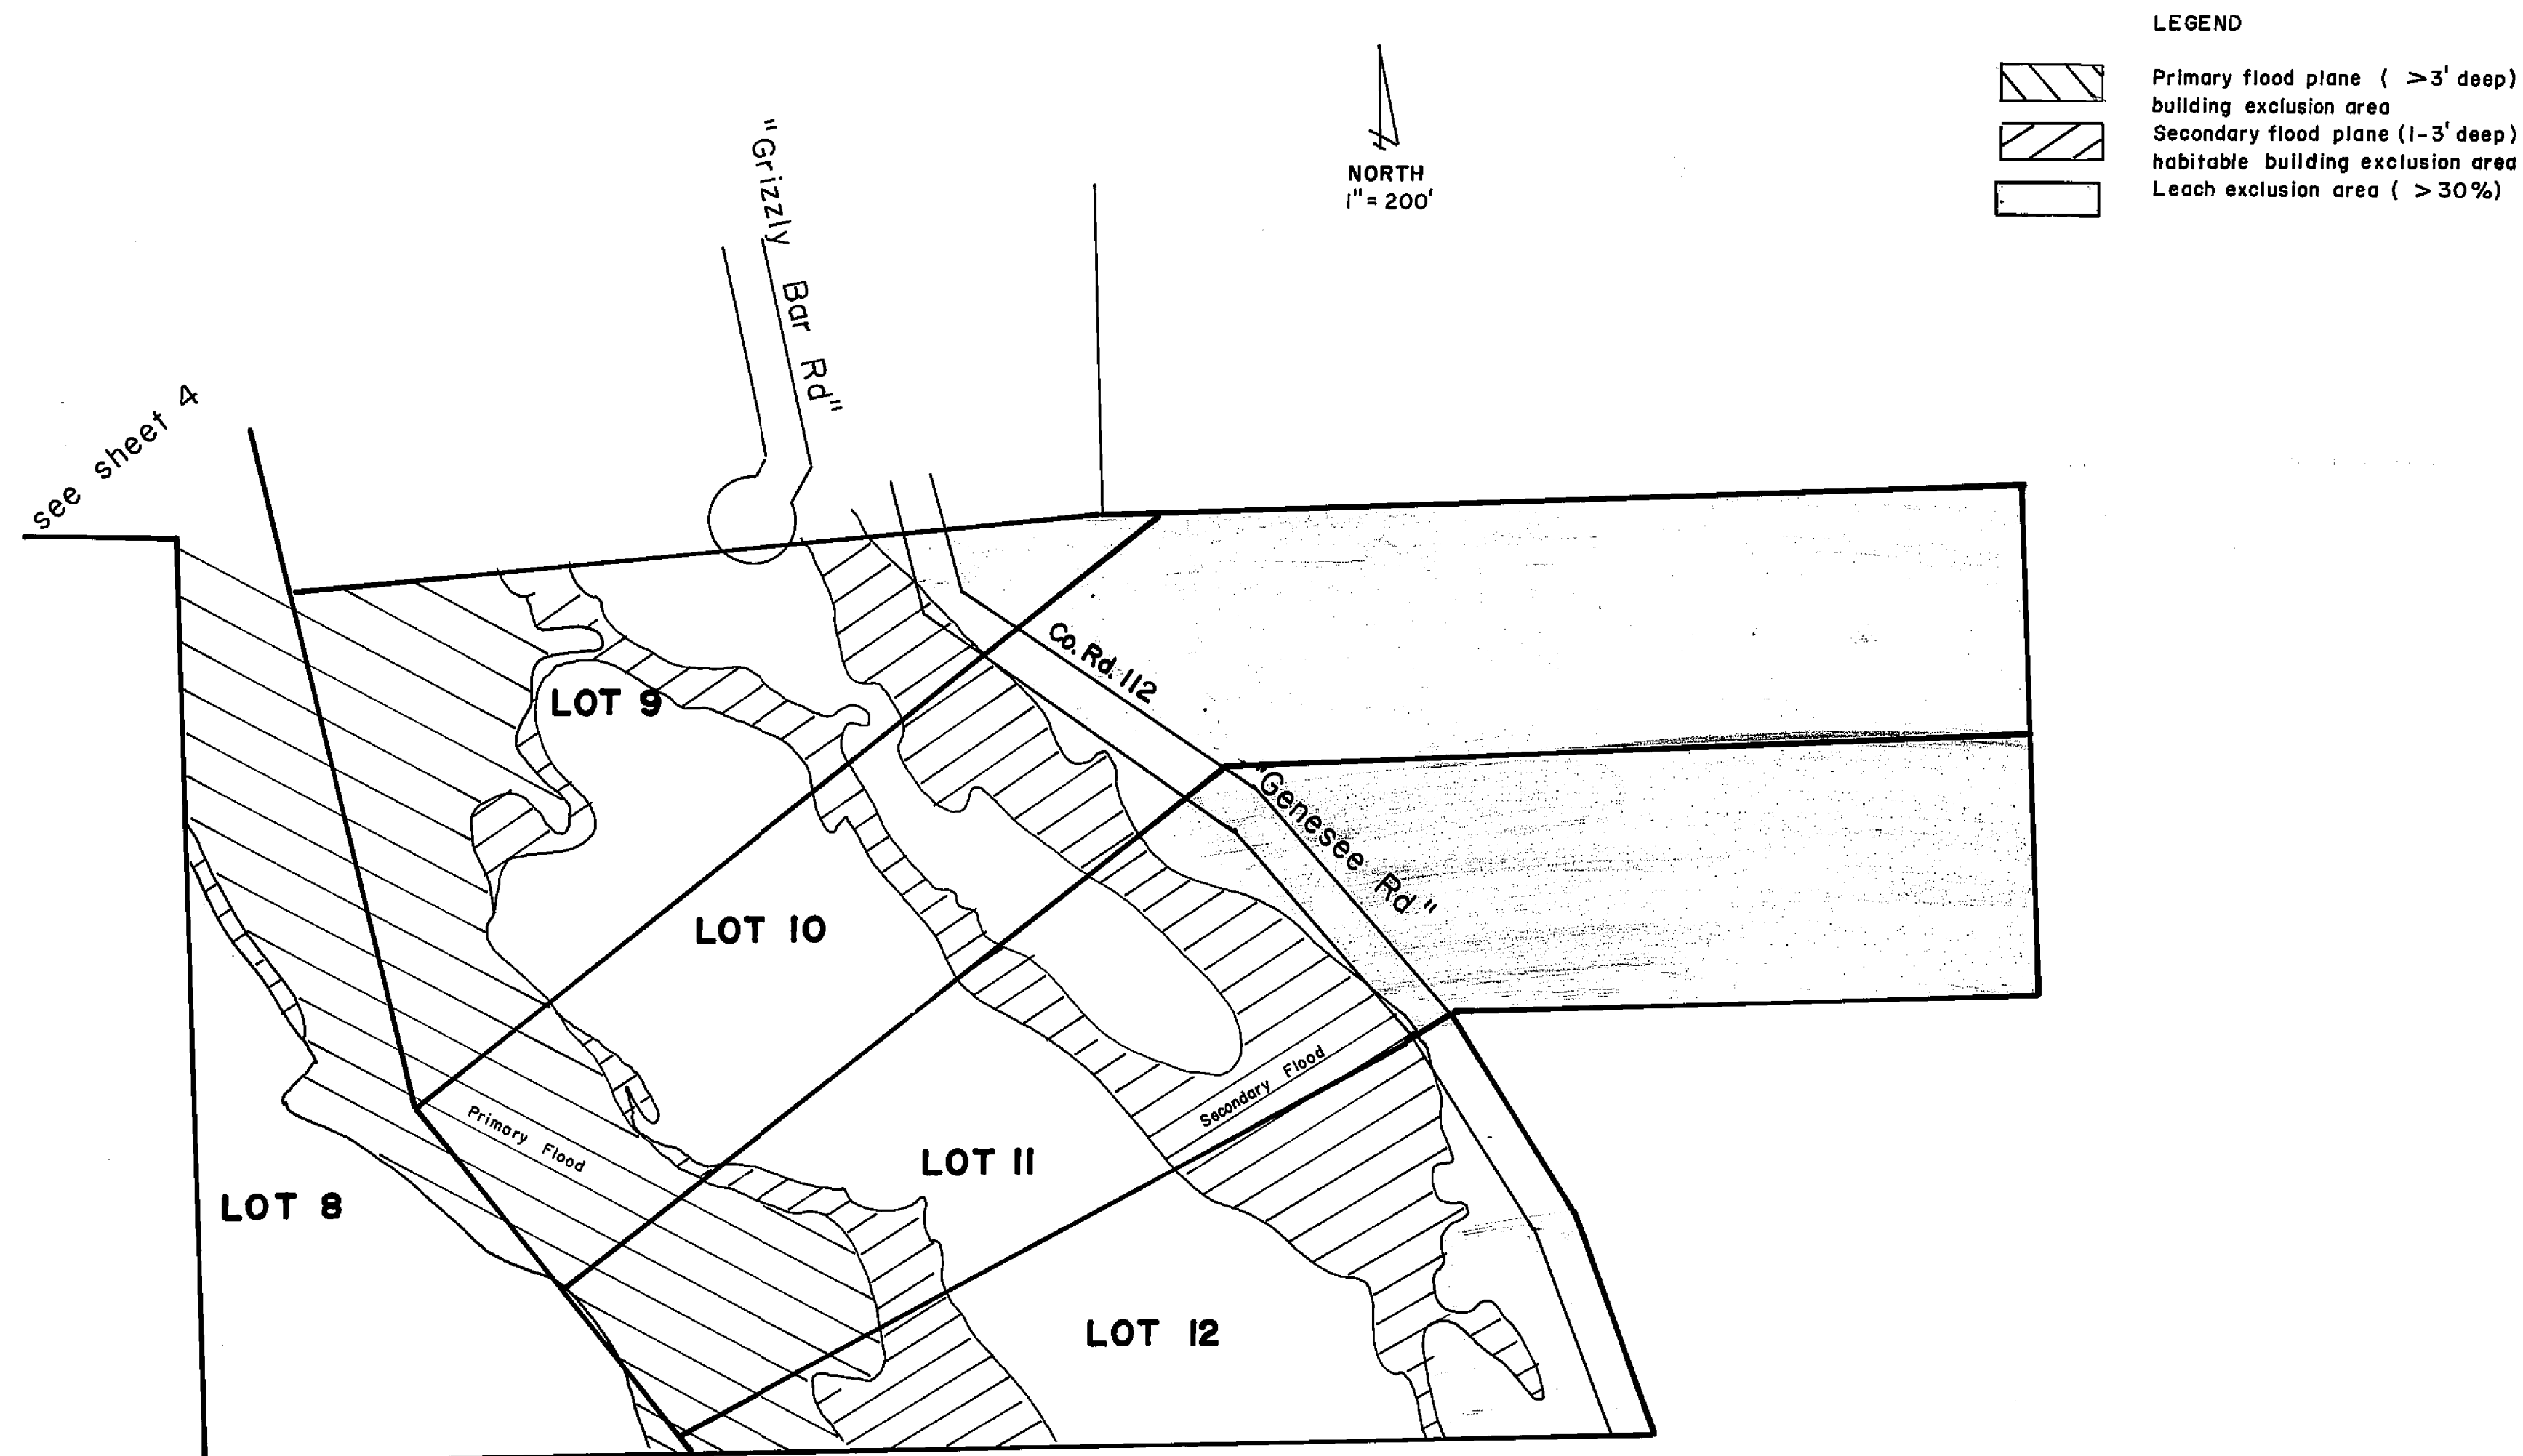 LEGEND
Primary flood plane ( >3' deep)
building exclusion area
Secondary flood plane (1-3' deep)
habitable building exclusion area
Leach exclusion area ( >30%)
NORTH
1"= 200'
"Grizzly Bar Rd"
see sheet 4
Co. Rd. 112
"Genesee Rd"
LOT 9
LOT 10
Secondary Flood
Primary Flood
LOT 11
LOT 8
LOT 12